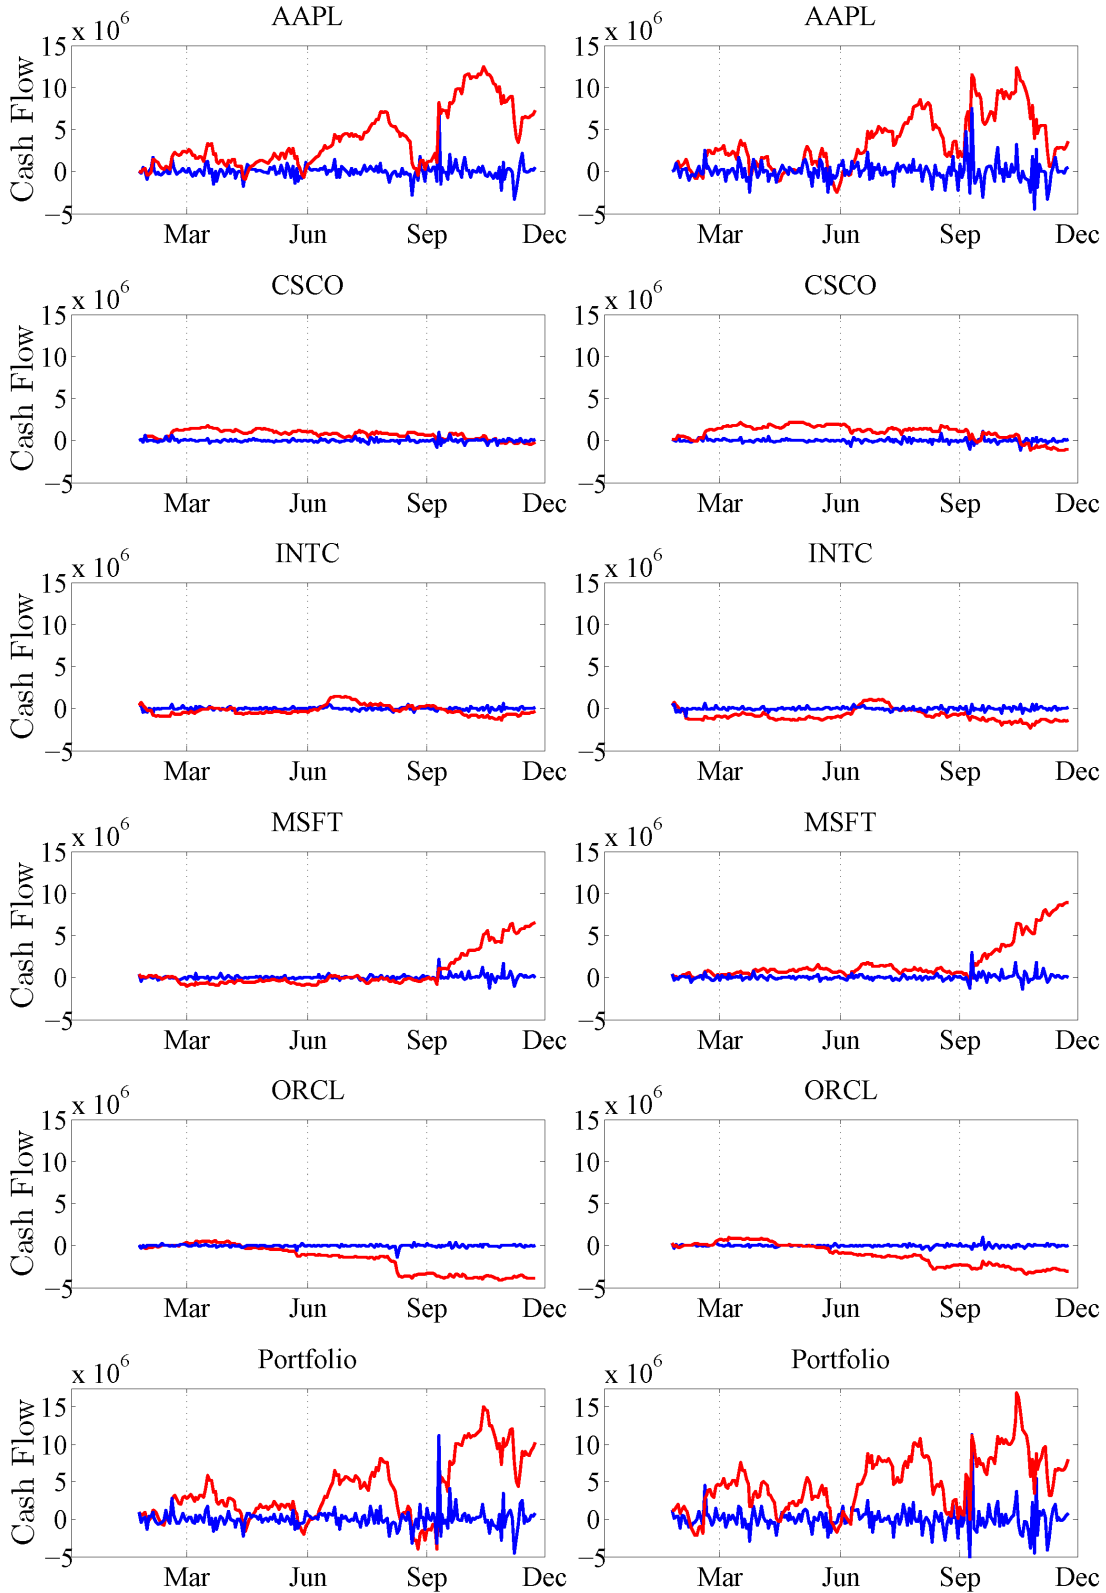 AAPL AAPL
x 10^6 x 10^6
15 15
10 10
5 5
0 0
−5 −5
Cash Flow
Mar Jun Sep Dec Mar Jun Sep Dec
CSCO CSCO
x 10^6 x 10^6
15 15
10 10
5 5
0 0
−5 −5
Cash Flow
Mar Jun Sep Dec Mar Jun Sep Dec
INTC INTC
x 10^6 x 10^6
15 15
10 10
5 5
0 0
−5 −5
Cash Flow
Mar Jun Sep Dec Mar Jun Sep Dec
MSFT MSFT
x 10^6 x 10^6
15 15
10 10
5 5
0 0
−5 −5
Cash Flow
Mar Jun Sep Dec Mar Jun Sep Dec
ORCL ORCL
x 10^6 x 10^6
15 15
10 10
5 5
0 0
−5 −5
Cash Flow
Mar Jun Sep Dec Mar Jun Sep Dec
Portfolio Portfolio
x 10^6 x 10^6
15 15
10 10
5 5
0 0
−5 −5
Cash Flow
Mar Jun Sep Dec Mar Jun Sep Dec